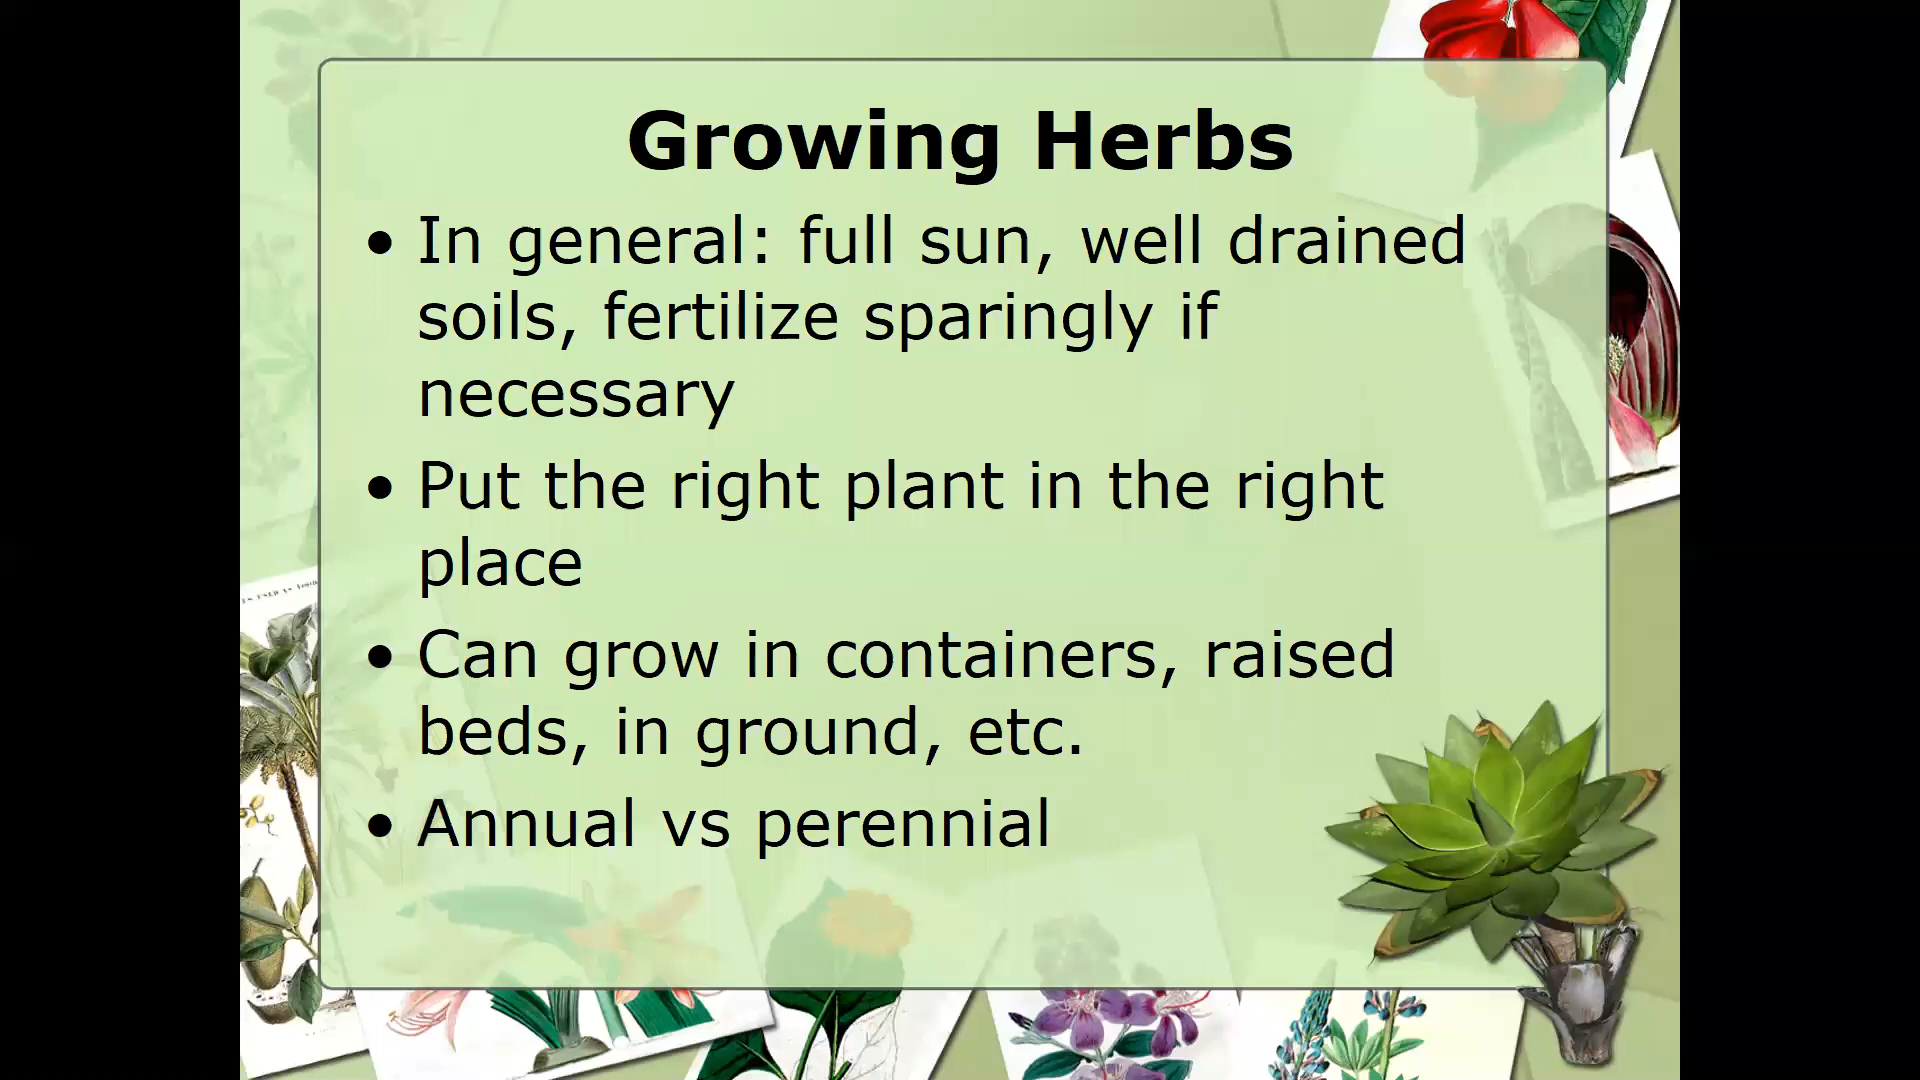 Growing Herbs
• In general: full sun, well drained
soils, fertilize sparingly if
necessary
• Put the right plant in the right
place
• Can grow in containers, raised
beds, in ground, etc.
• Annual vs perennial